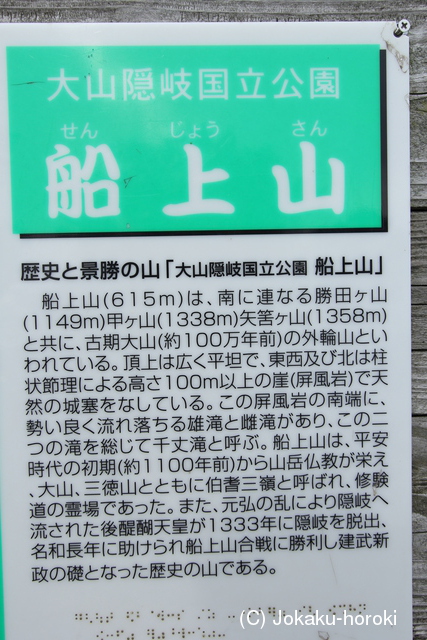 大山隠岐国立公園
せん じょう さん
船上山
歴史と景勝の山「大山隠岐国立公園 船上山」
船上山(615m)は、南に連なる勝田ヶ山
(1149m)甲ヶ山(1338m)矢筈ヶ山(1358m)
と共に、古期大山(約100万年前)の外輪山とい
われている。頂上は広く平坦で、東西及び北は柱
状節理による高さ100m以上の崖(屏風岩)で天
然の城塞をなしている。この屏風岩の南端に、
勢い良く流れ落ちる雄滝と雌滝があり、この二
つの滝を総じて千丈滝と呼ぶ。船上山は、平安
時代の初期(約1100年前)から山岳仏教が栄え
、大山、三徳山とともに伯耆三嶺と呼ばれ、修験
道の霊場であった。また、元弘の乱により隠岐へ
流された後醍醐天皇が1333年に隠岐を脱出、
名和長年に助けられ船上山合戦に勝利し建武新
政の礎となった歴史の山である。
(C) Jokaku-horoki